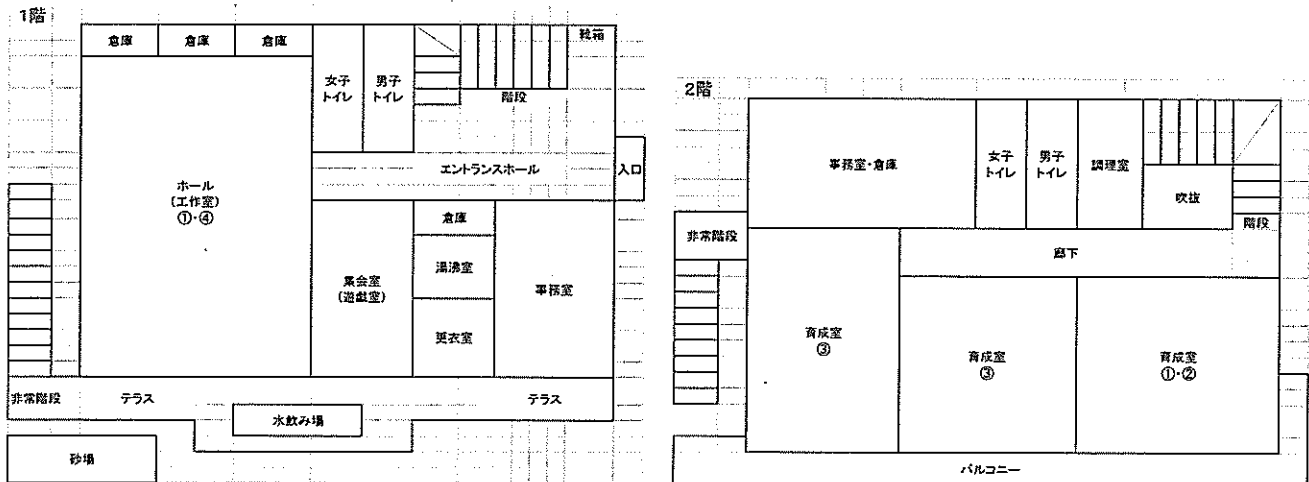 1階
倉庫
倉庫
倉庫
女子
トイレ
男子
トイレ
階段
靴箱
ホール
(工作室)
①・④
エントランスホール
入口
集会室
(遊戯室)
倉庫
湯沸室
更衣室
事務室
非常階段
テラス
水飲み場
テラス
砂場
2階
事務室・倉庫
女子
トイレ
男子
トイレ
調理室
吹抜
階段
非常階段
廊下
育成室
③
育成室
③
育成室
①・②
バルコニー